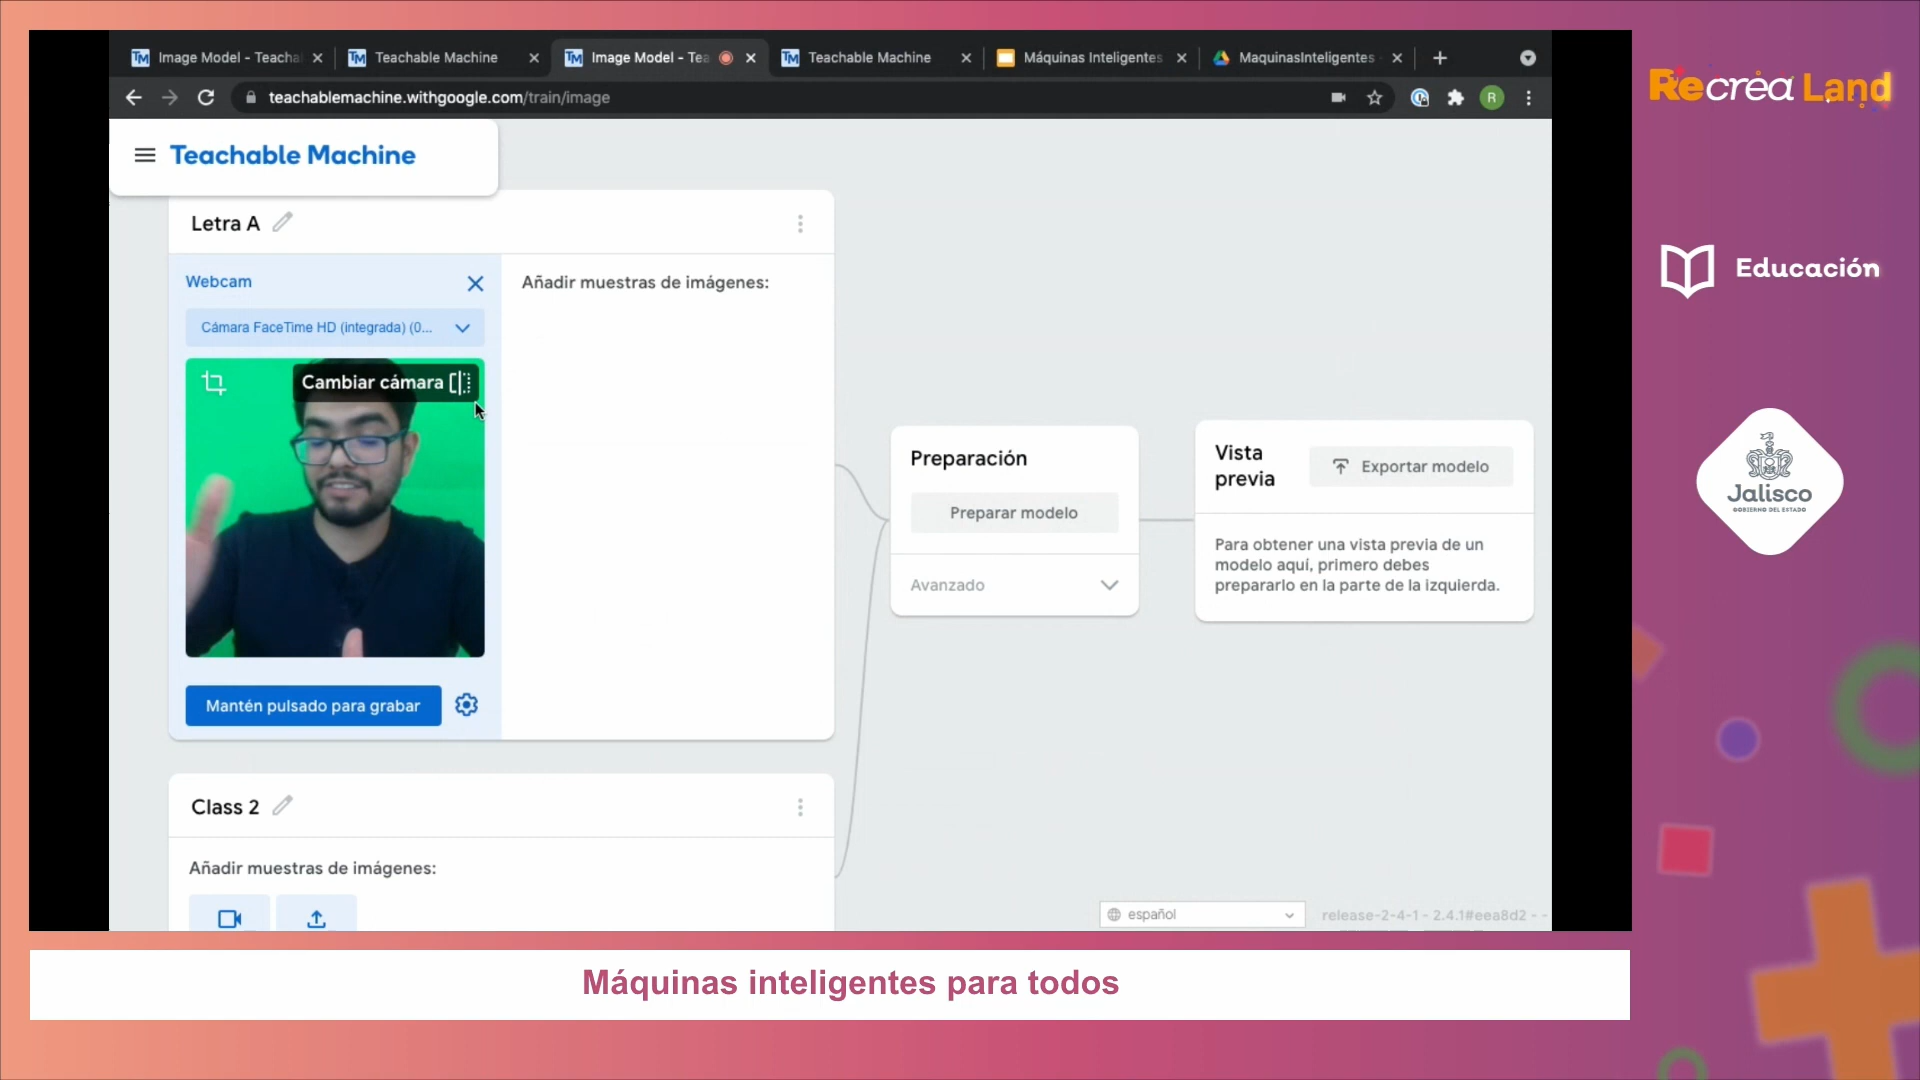 Image Model - Teacha
Teachable Machine
Image Model - Tea
Teachable Machine
Máquinas Inteligentes
MaquinasInteligentes
teachablemachine.withgoogle.com/train/image
R
Teachable Machine
Letra A
Webcam
Cámara FaceTime HD (integrada) (0...
Cambiar cámara
Mantén pulsado para grabar
Añadir muestras de imágenes:
Class 2
Añadir muestras de imágenes:
Preparación
Preparar modelo
Avanzado
Vista
previa
Exportar modelo
Para obtener una vista previa de un
modelo aquí, primero debes
prepararlo en la parte de la izquierda.
español
release-2-4-1 - 2.4.1#eea8d2 - -
Recrea Land
Educación
Jalisco
GOBIERNO DEL ESTADO
Máquinas inteligentes para todos